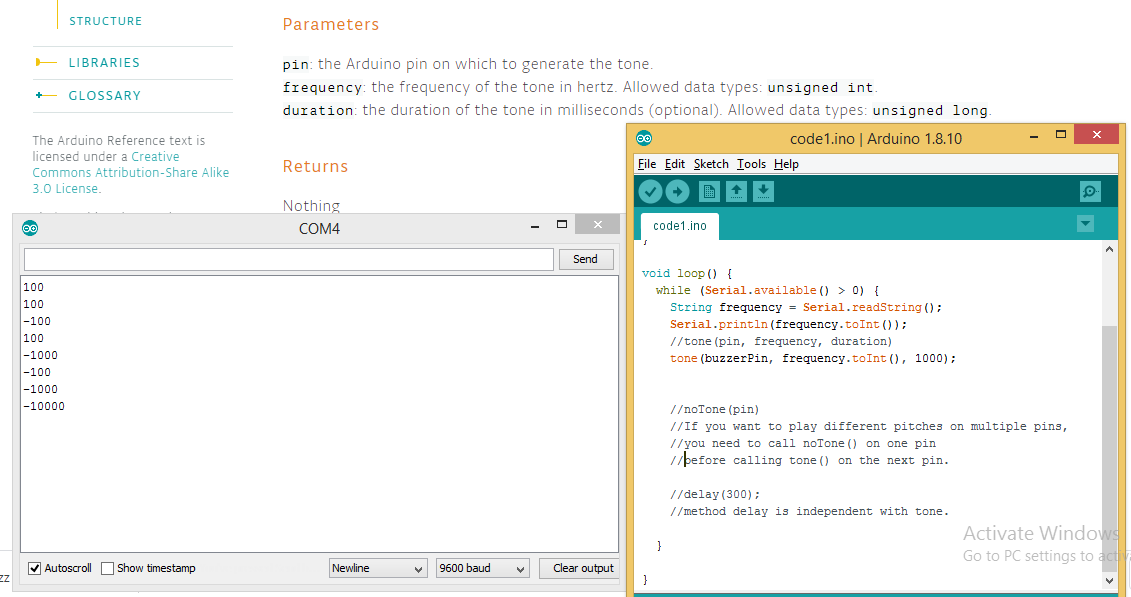 STRUCTURE
LIBRARIES
GLOSSARY
The Arduino Reference text is
licensed under a Creative
Commons Attribution-Share Alike
3.0 License.
Parameters
pin: the Arduino pin on which to generate the tone.
frequency: the frequency of the tone in hertz. Allowed data types: unsigned int.
duration: the duration of the tone in milliseconds (optional). Allowed data types: unsigned long.
Returns
Nothing
COM4
Send
100
100
-100
100
-1000
-100
-1000
-10000
Autoscroll
Show timestamp
Newline
9600 baud
Clear output
zz
code1.ino | Arduino 1.8.10
File Edit Sketch Tools Help
code1.ino
}
void loop() {
while (Serial.available() > 0) {
String frequency = Serial.readString();
Serial.println(frequency.toInt());
//tone(pin, frequency, duration)
tone(buzzerPin, frequency.toInt(), 1000);
//noTone(pin)
//If you want to play different pitches on multiple pins,
//you need to call noTone() on one pin
//before calling tone() on the next pin.
//delay(300);
//method delay is independent with tone.
}
}
Activate Windows
Go to PC settings to activ